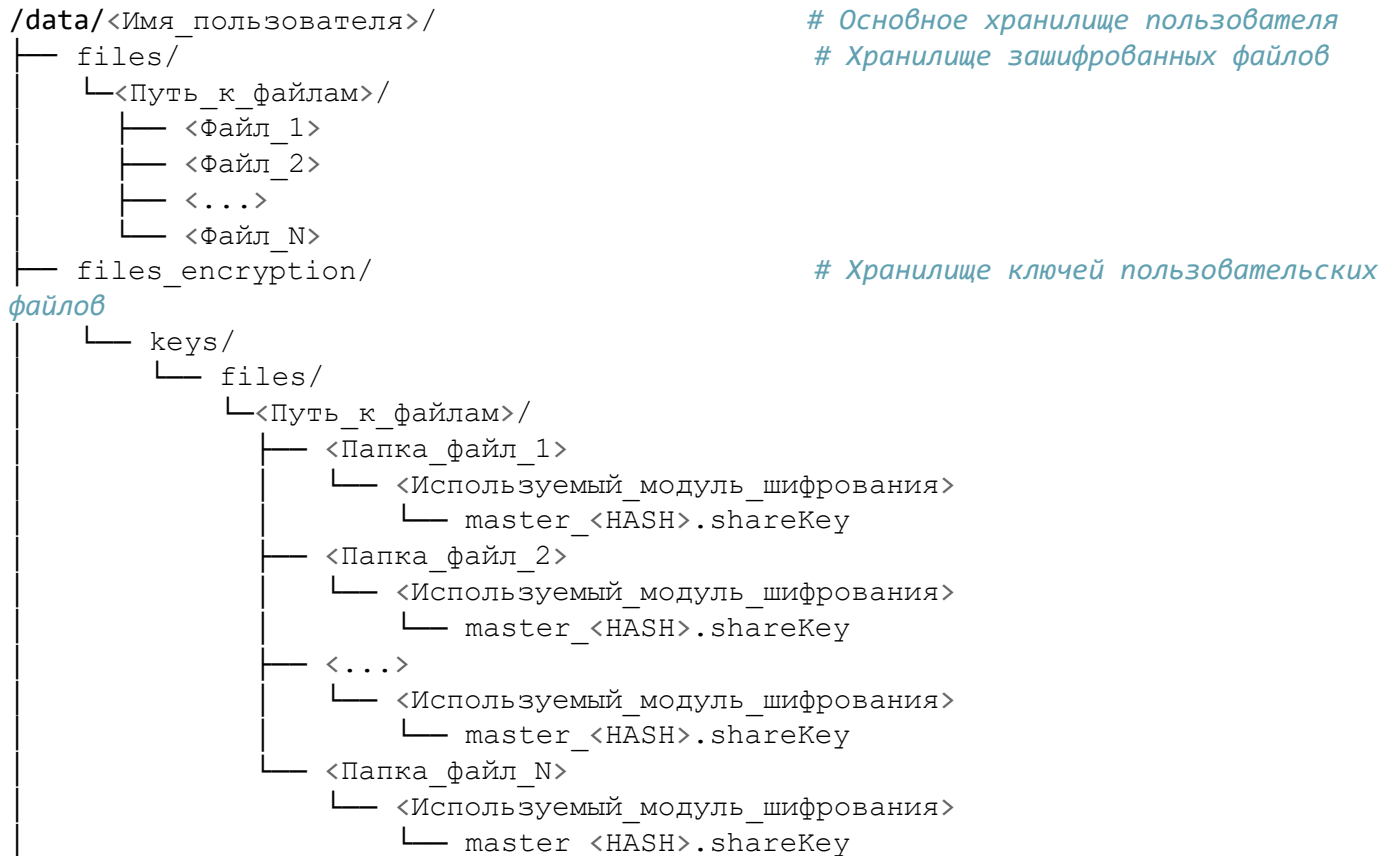 /data/<Имя_пользователя>/ # Основное хранилище пользователя
├── files/ # Хранилище зашифрованных файлов
│   └─<Путь_к_файлам>/
│      ├── <Файл_1>
│      ├── <Файл_2>
│      ├── <...>
│      └── <Файл_N>
├── files_encryption/ # Хранилище ключей пользовательских
файлов
│   └── keys/
│       └── files/
│           └─<Путь_к_файлам>/
│             ├── <Папка_файл_1>
│             │   └── <Используемый_модуль_шифрования>
│             │       └── master_<HASH>.shareKey
│             ├── <Папка_файл_2>
│             │   └── <Используемый_модуль_шифрования>
│             │       └── master_<HASH>.shareKey
│             ├── <...>
│             │   └── <Используемый_модуль_шифрования>
│             │       └── master_<HASH>.shareKey
│             └── <Папка_файл_N>
│                 └── <Используемый_модуль_шифрования>
│                     └── master_<HASH>.shareKey